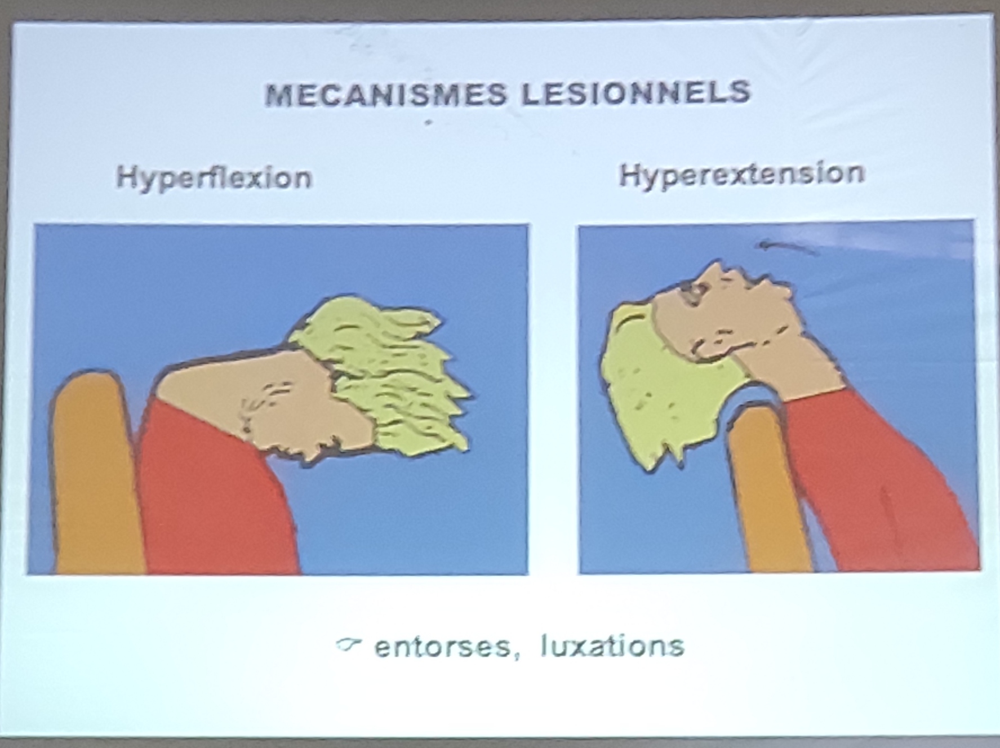 MECANISMES LESIONNELS
Hyperflexion
Hyperextension
☞ entorses, luxations